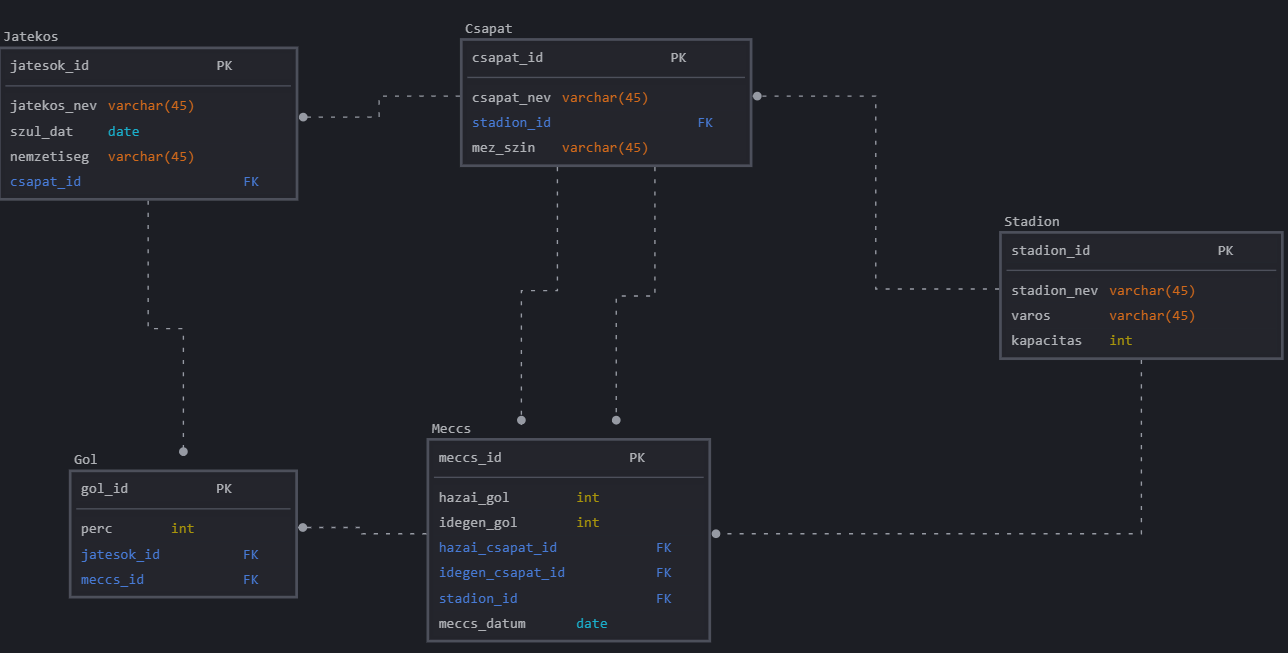 Jatekos
jatesok_id PK
jatekos_nev varchar(45)
szul_dat date
nemzetiseg varchar(45)
csapat_id FK
Csapat
csapat_id PK
csapat_nev varchar(45)
stadion_id FK
mez_szin varchar(45)
Stadion
stadion_id PK
stadion_nev varchar(45)
varos varchar(45)
kapacitas int
Gol
gol_id PK
perc int
jatesok_id FK
meccs_id FK
Meccs
meccs_id PK
hazai_gol int
idegen_gol int
hazai_csapat_id FK
idegen_csapat_id FK
stadion_id FK
meccs_datum date